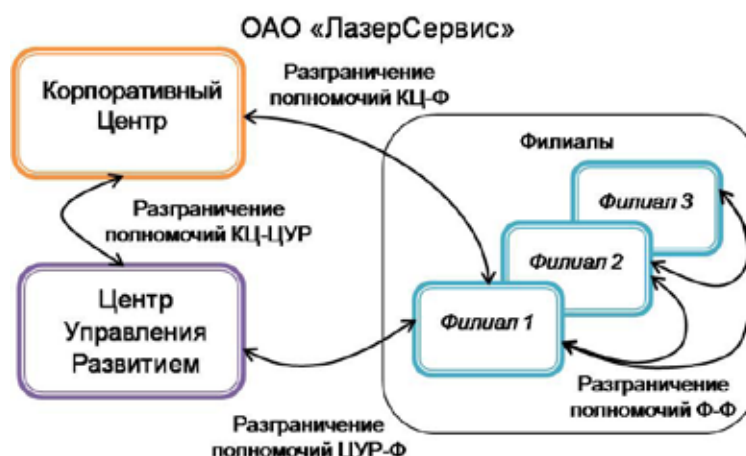 ОАО «ЛазерСервис»
Корпоративный
Центр
Разграничение
полномочий КЦ-Ф
Филиалы
Филиал 3
Филиал 2
Филиал 1
Разграничение
полномочий КЦ-ЦУР
Центр
Управления
Развитием
Разграничение
полномочий Ф-Ф
Разграничение
полномочий ЦУР-Ф